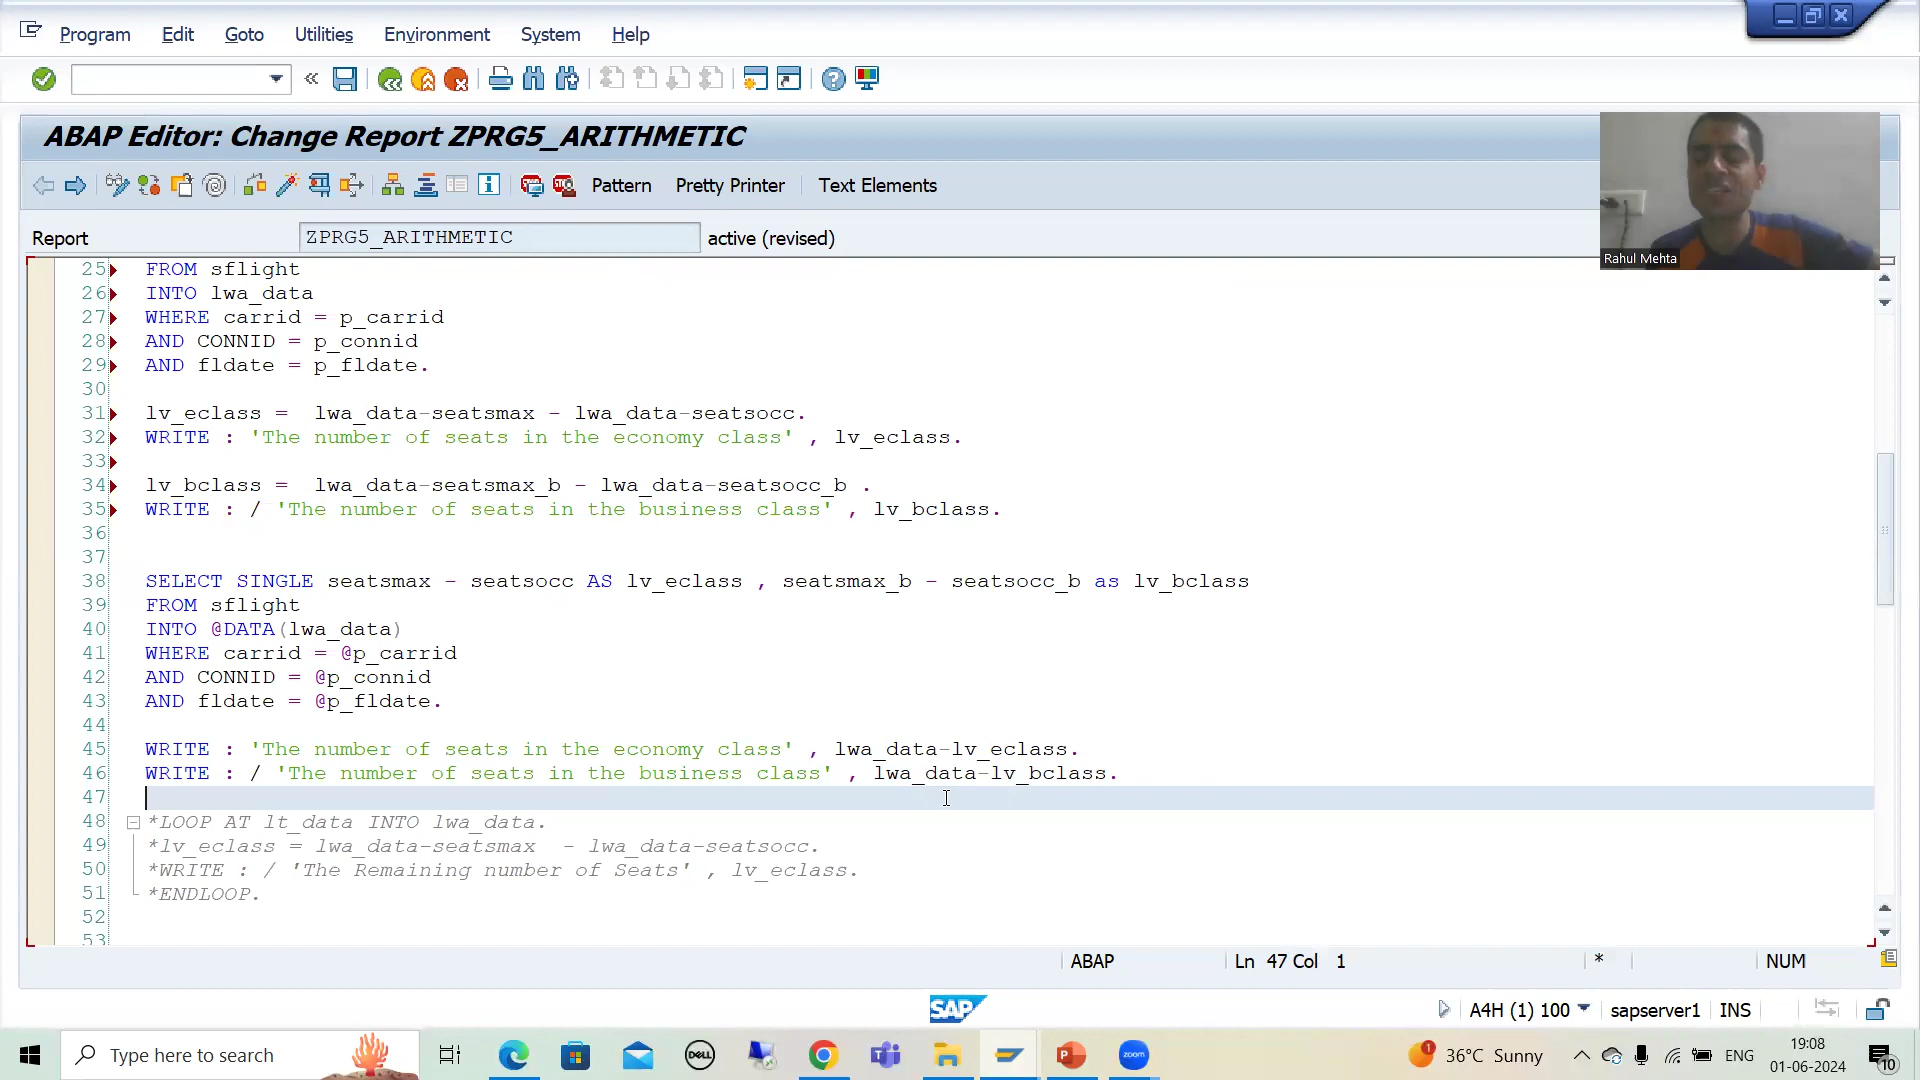 Program Edit Goto Utilities Environment System Help
ABAP Editor: Change Report ZPRG5_ARITHMETIC
Pattern Pretty Printer Text Elements
Report ZPRG5_ARITHMETIC active (revised)
Rahul Mehta
25 FROM sflight
26 INTO lwa_data
27 WHERE carrid = p_carrid
28 AND CONNID = p_connid
29 AND fldate = p_fldate.
30
31 lv_eclass = lwa_data-seatsmax - lwa_data-seatsocc.
32 WRITE : 'The number of seats in the economy class' , lv_eclass.
33
34 lv_bclass = lwa_data-seatsmax_b - lwa_data-seatsocc_b .
35 WRITE : / 'The number of seats in the business class' , lv_bclass.
36
37
38 SELECT SINGLE seatsmax - seatsocc AS lv_eclass , seatsmax_b - seatsocc_b as lv_bclass
39 FROM sflight
40 INTO @DATA(lwa_data)
41 WHERE carrid = @p_carrid
42 AND CONNID = @p_connid
43 AND fldate = @p_fldate.
44
45 WRITE : 'The number of seats in the economy class' , lwa_data-lv_eclass.
46 WRITE : / 'The number of seats in the business class' , lwa_data-lv_bclass.
47
48 *LOOP AT lt_data INTO lwa_data.
49 *lv_eclass = lwa_data-seatsmax - lwa_data-seatsocc.
50 *WRITE : / 'The Remaining number of Seats' , lv_eclass.
51 *ENDLOOP.
52
53
ABAP Ln 47 Col 1 * NUM
SAP
A4H (1) 100 sapserver1 INS
Type here to search
DELL
zoom
1 36°C Sunny ENG
19:08
01-06-2024
10